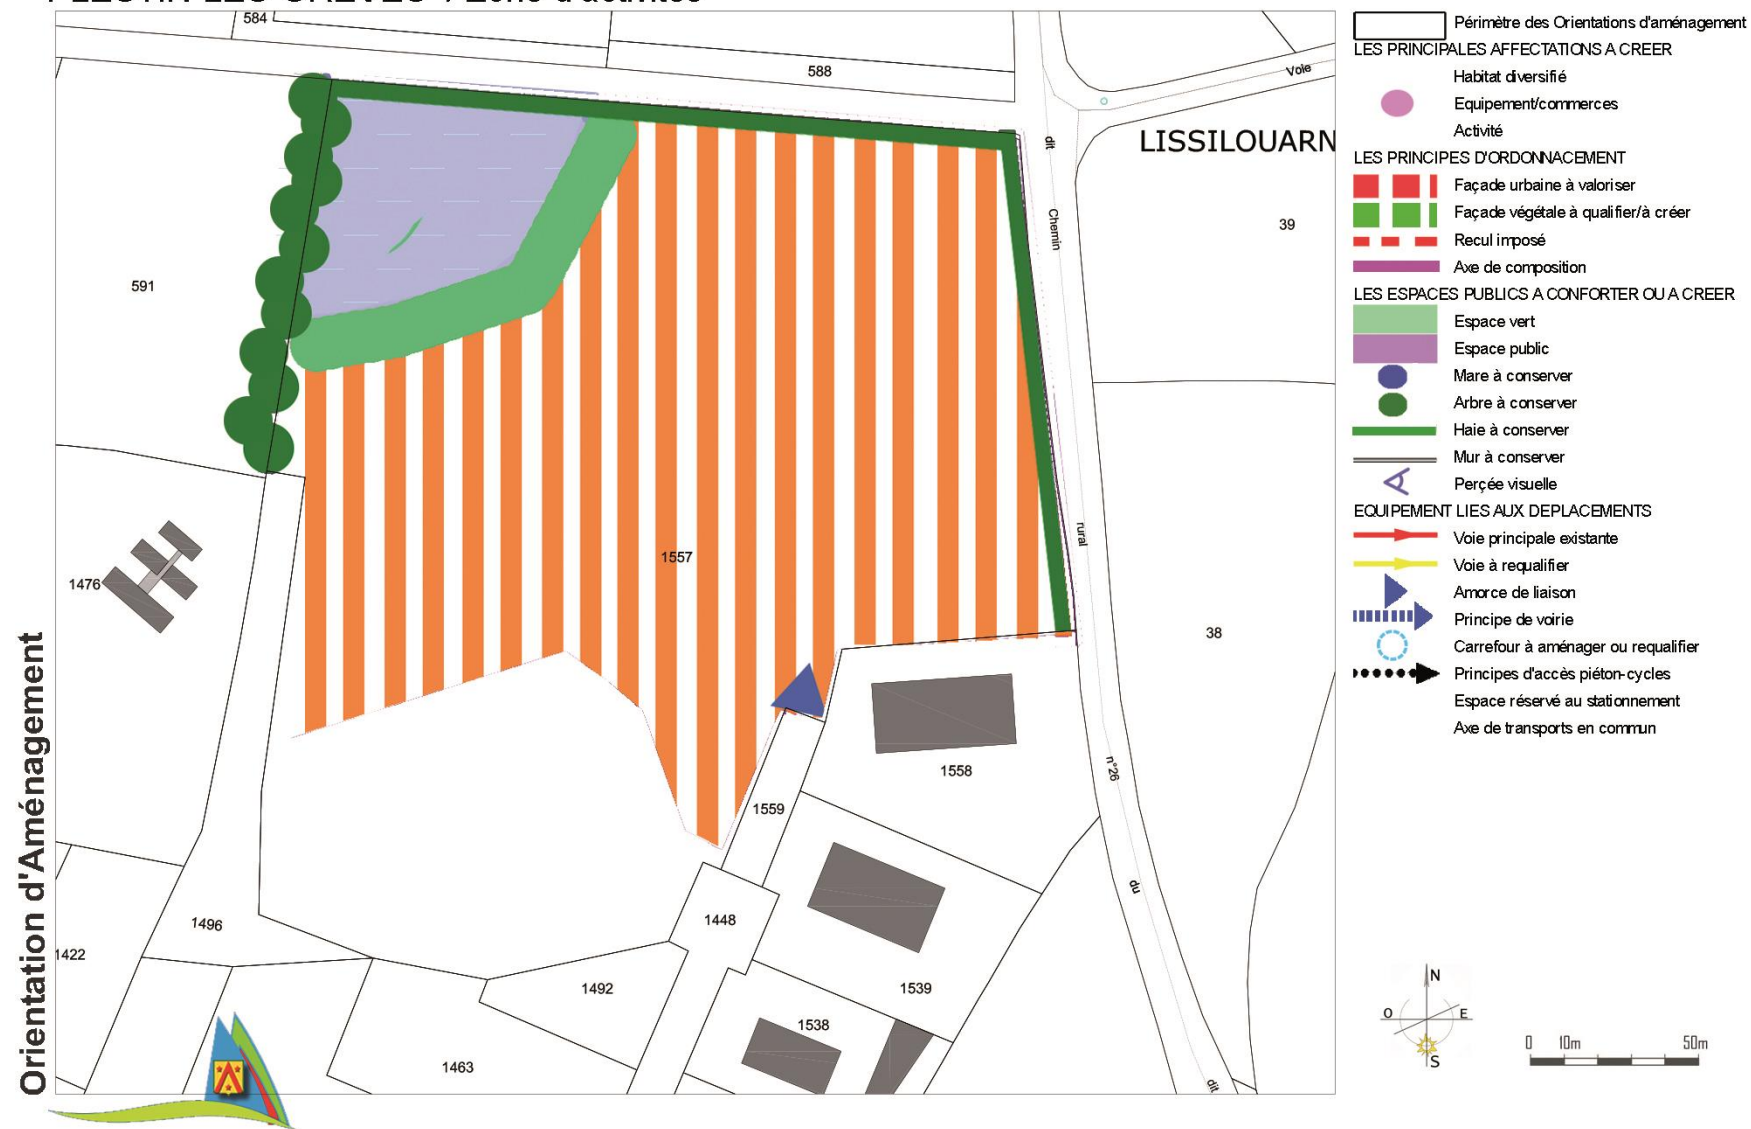 584
588
Voie
LISSILOUARN
dit
Chemin
39
591
rural
1557
1476
38
n°26
1558
1559
du
1448
1496
1422
1492
1539
1538
1463
dit
Orientation d'Aménagement
Périmètre des Orientations d'aménagement
LES PRINCIPALES AFFECTATIONS A CREER
Habitat diversifié
Equipement/commerces
Activité
LES PRINCIPES D'ORDONNACEMENT
Façade urbaine à valoriser
Façade végétale à qualifier/à créer
Recul imposé
Axe de composition
LES ESPACES PUBLICS A CONFORTER OU A CREER
Espace vert
Espace public
Mare à conserver
Arbre à conserver
Haie à conserver
Mur à conserver
Perçée visuelle
EQUIPEMENT LIES AUX DEPLACEMENTS
Voie principale existante
Voie à requalifier
Amorce de liaison
Principe de voirie
Carrefour à aménager ou requalifier
Principes d'accès piéton-cycles
Espace réservé au stationnement
Axe de transports en commun
N
O E
S
0 10m 50m